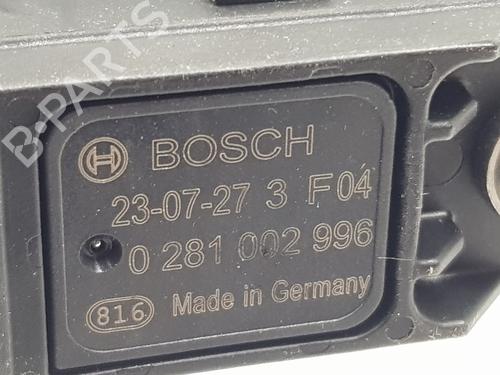 B-PARTS
BOSCH
23-07-27 3 F04
0 281 002 996
816 Made in Germany